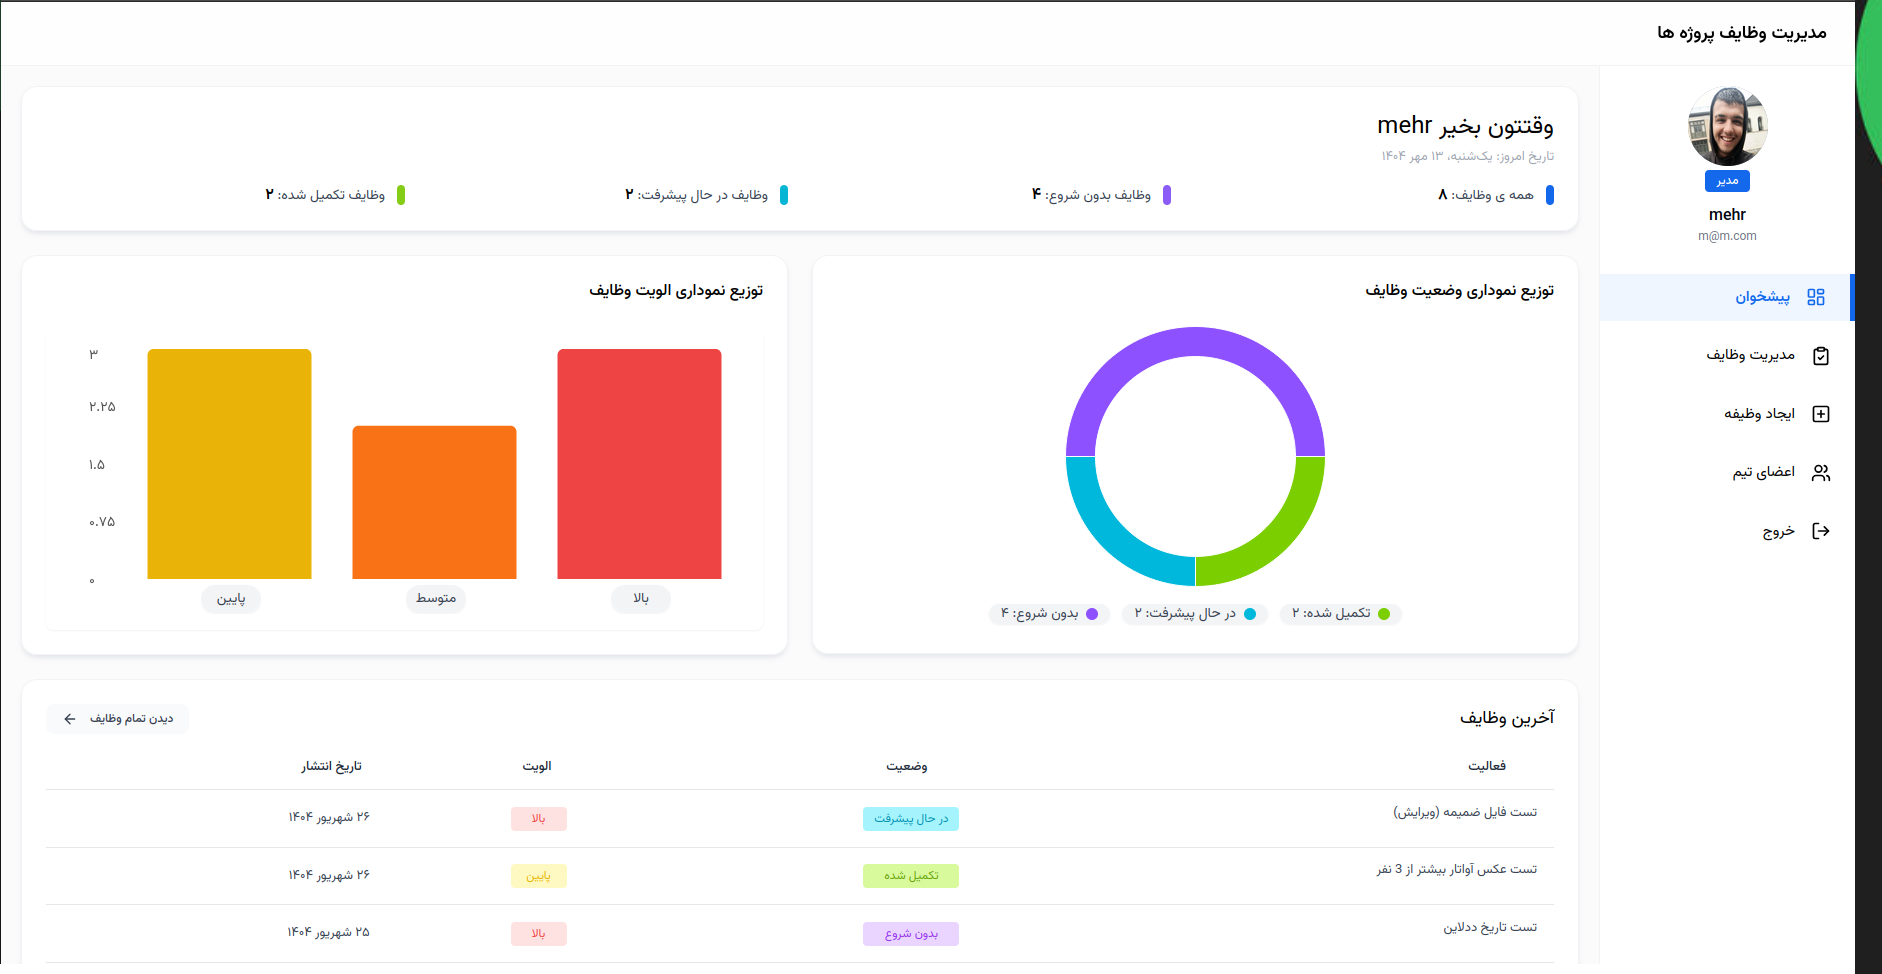 مدیریت وظایف پروژه ها
مدیر
mehr
m@m.com
پیشخوان
مدیریت وظایف
ایجاد وظیفه
اعضای تیم
خروج
وقتتون بخیر mehr
تاریخ امروز: یک‌شنبه، ۱۳ مهر ۱۴۰۴
همه ی وظایف: ۸
وظایف بدون شروع: ۴
وظایف در حال پیشرفت: ۲
وظایف تکمیل شده: ۲
توزیع نموداری وضعیت وظایف
تکمیل شده: ۲
در حال پیشرفت: ۲
بدون شروع: ۴
توزیع نموداری الویت وظایف
۳
۲.۲۵
۱.۵
۰.۷۵
۰
بالا
متوسط
پایین
آخرین وظایف
دیدن تمام وظایف
فعالیت وضعیت الویت تاریخ انتشار
تست فایل ضمیمه (ویرایش) در حال پیشرفت بالا ۲۶ شهریور ۱۴۰۴
تست عکس آواتار بیشتر از 3 نفر تکمیل شده پایین ۲۶ شهریور ۱۴۰۴
تست تاریخ ددلاین بدون شروع بالا ۲۵ شهریور ۱۴۰۴